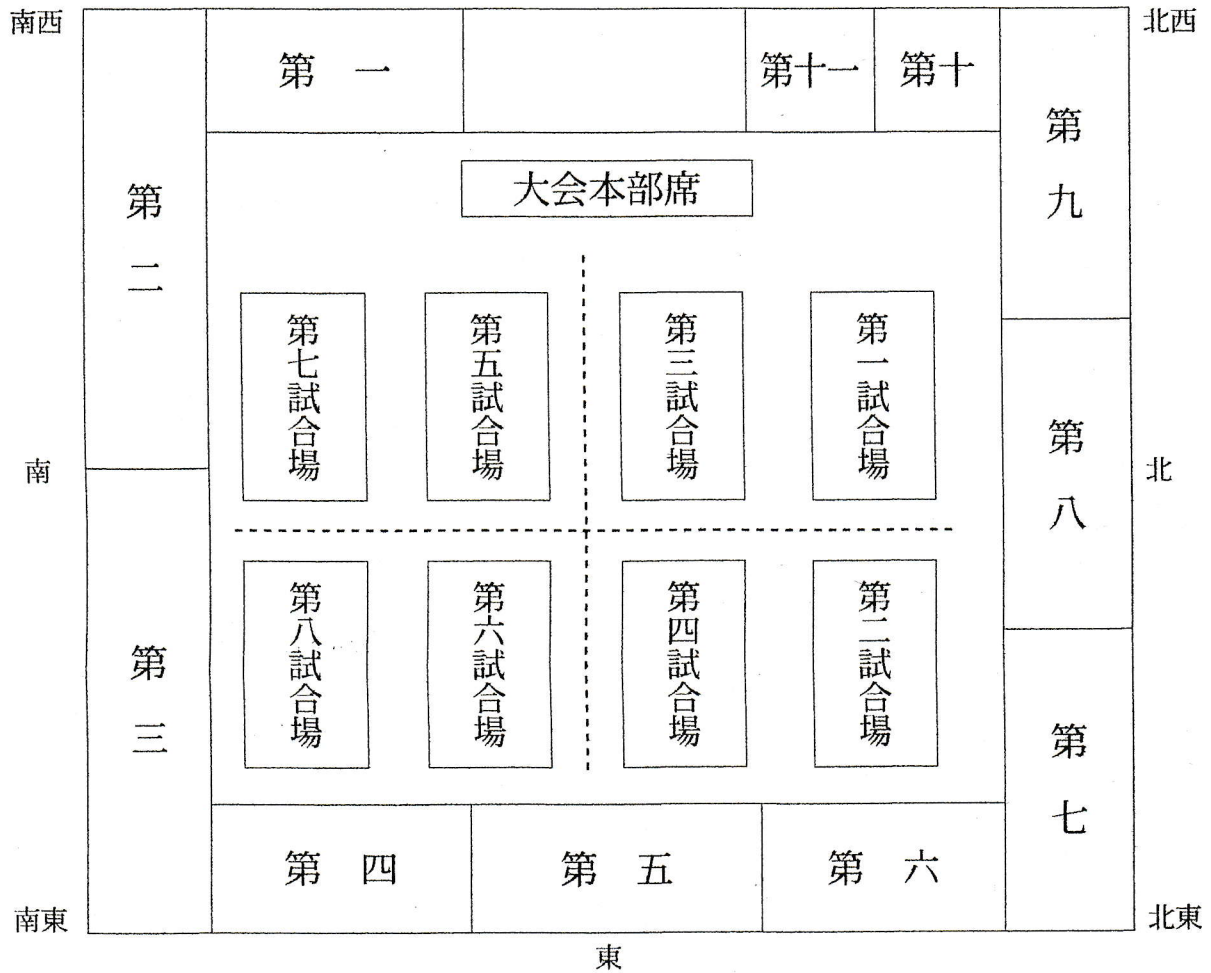 南西
北西
第 一
第十一
第十
第九
第二
大会本部席
第七試合場
第五試合場
第三試合場
第一試合場
南
第八
北
第八試合場
第六試合場
第四試合場
第二試合場
第三
第七
第 四
第 五
第 六
南東
北東
東